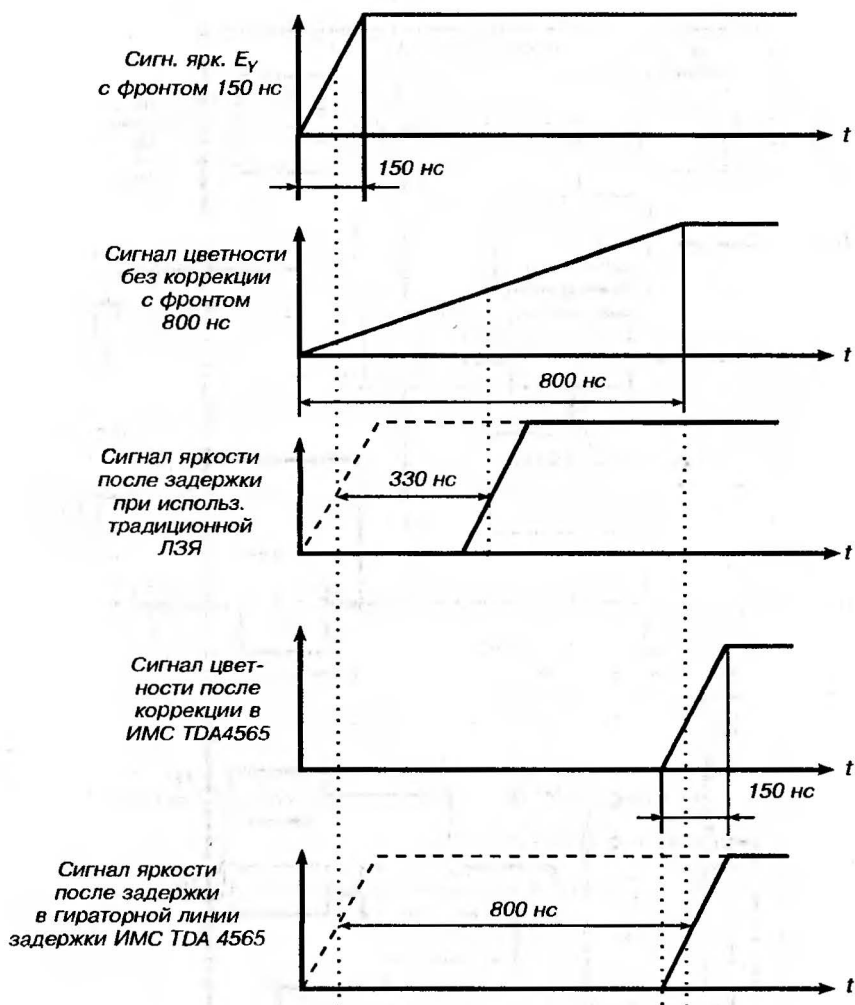 Сигн. ярк. EY
с фронтом 150 нс
t
150 нс
Сигнал цветности
без коррекции
с фронтом
800 нс
t
800 нс
Сигнал яркости
после задержки
при использ.
традиционной
ЛЗЯ
330 нс
t
Сигнал цвет-
ности после
коррекции в
ИМС TDA4565
t
150 нс
Сигнал яркости
после задержки
в гираторной линии
задержки ИМС TDA 4565
800 нс
t